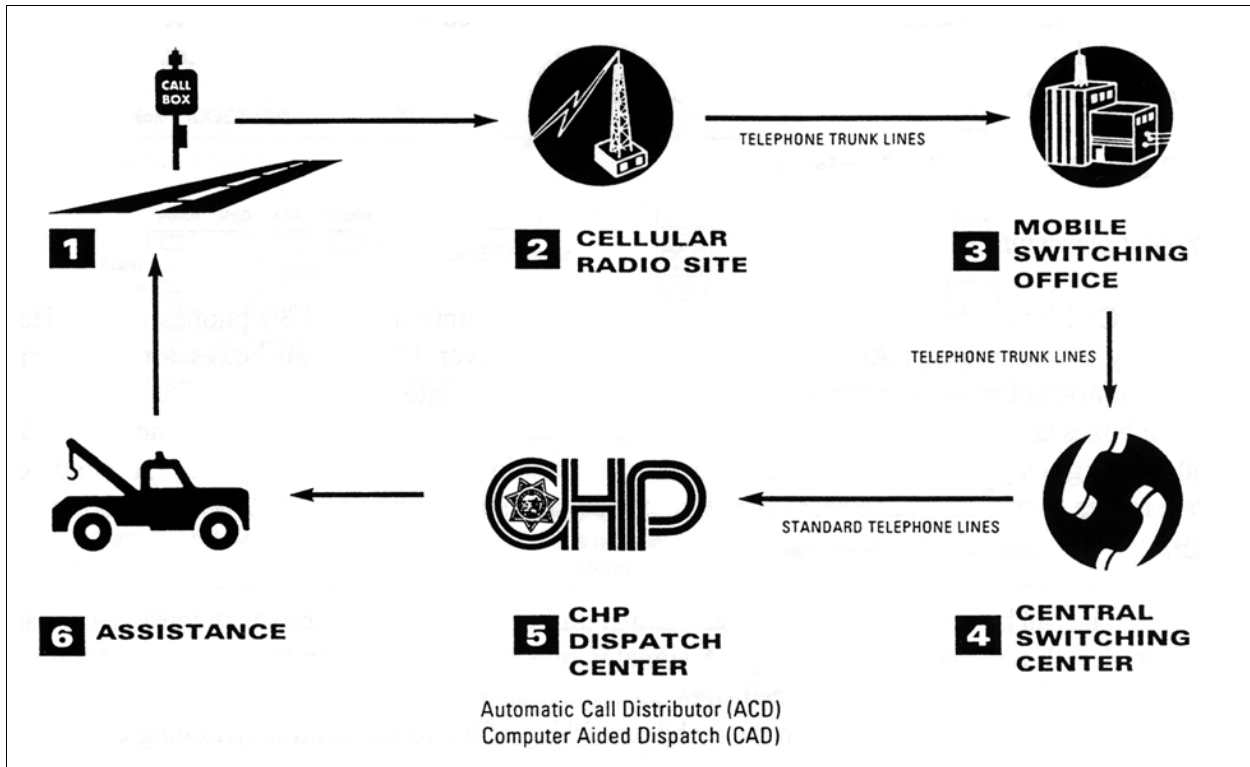 CALL
BOX
TELEPHONE TRUNK LINES
1
2 CELLULAR
RADIO SITE
3 MOBILE
SWITCHING
OFFICE
TELEPHONE TRUNK LINES
CHP
STANDARD TELEPHONE LINES
6 ASSISTANCE
5 CHP
DISPATCH
CENTER
4 CENTRAL
SWITCHING
CENTER
Automatic Call Distributor (ACD)
Computer Aided Dispatch (CAD)